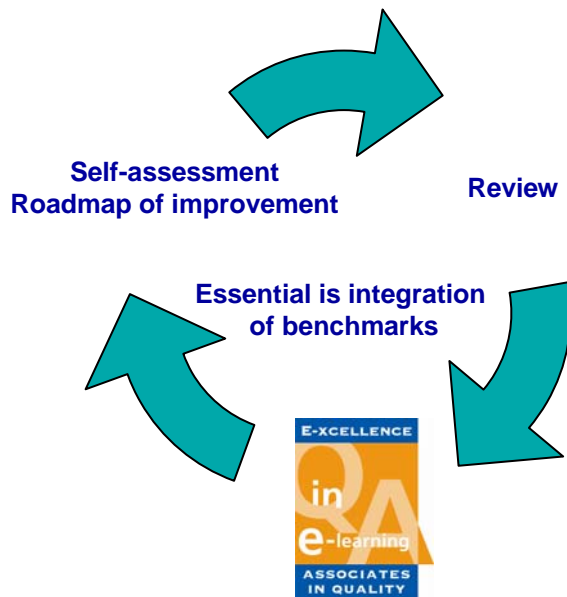 Self-assessment
Roadmap of improvement
Review
Essential is integration
of benchmarks
E-XCELLENCE
QA
in
e-learning
ASSOCIATES
IN QUALITY